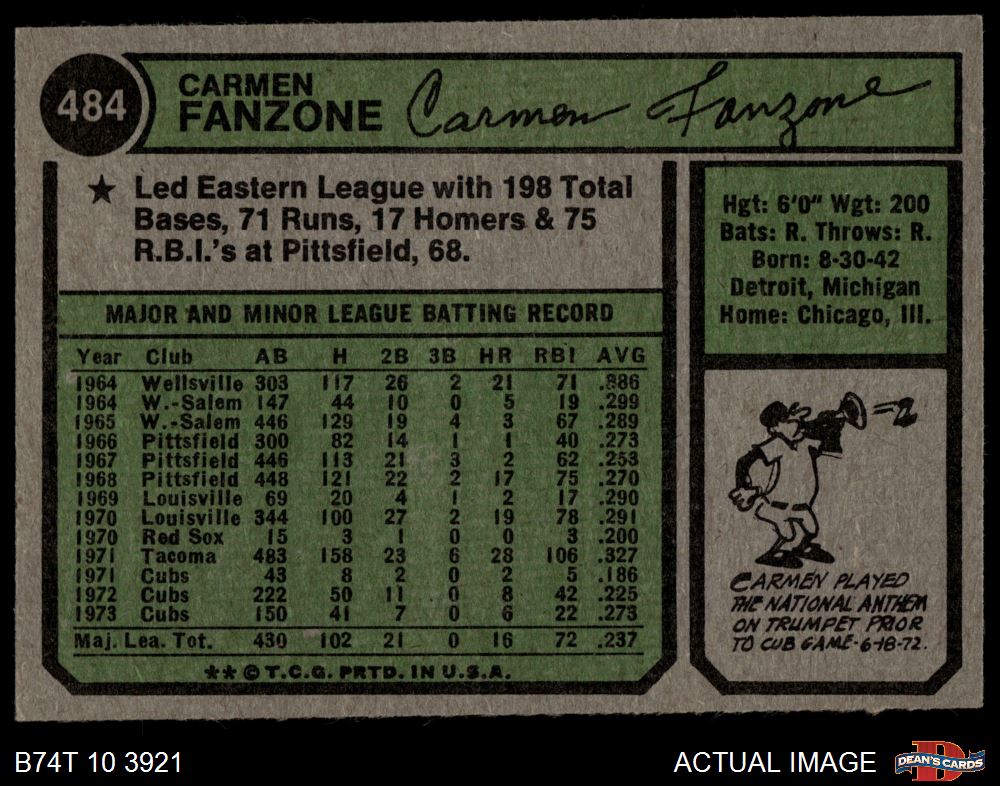 484
CARMEN
FANZONE
Carmen Fanzone
★ Led Eastern League with 198 Total
Bases, 71 Runs, 17 Homers & 75
R.B.I.'s at Pittsfield, 68.
MAJOR AND MINOR LEAGUE BATTING RECORD
Year Club AB H 2B 3B HR RBI AVG
1964 Wellsville 303 117 26 2 21 71 .886
1964 W.-Salem 147 44 10 0 5 19 .299
1965 W.-Salem 446 129 19 4 3 67 .289
1966 Pittsfield 300 82 14 1 1 40 .273
1967 Pittsfield 446 113 21 3 2 62 .253
1968 Pittsfield 448 121 22 2 17 75 .270
1969 Louisville 69 20 4 1 2 17 .290
1970 Louisville 344 100 27 2 19 78 .291
1970 Red Sox 15 3 1 0 0 3 .200
1971 Tacoma 483 158 23 6 28 106 .327
1971 Cubs 43 8 2 0 2 5 .186
1972 Cubs 222 50 11 0 8 42 .225
1973 Cubs 150 41 7 0 6 22 .273
Maj. Lea. Tot. 430 102 21 0 16 72 .237
** © T.C.G. PRTD. IN U.S.A.
Hgt: 6'0" Wgt: 200
Bats: R. Throws: R.
Born: 8-30-42
Detroit, Michigan
Home: Chicago, Ill.
CARMEN PLAYED
THE NATIONAL ANTHEM
ON TRUMPET PRIOR
TO CUB GAME-6-18-72.
B74T 10 3921
ACTUAL IMAGE
D
DEAN'S CARDS